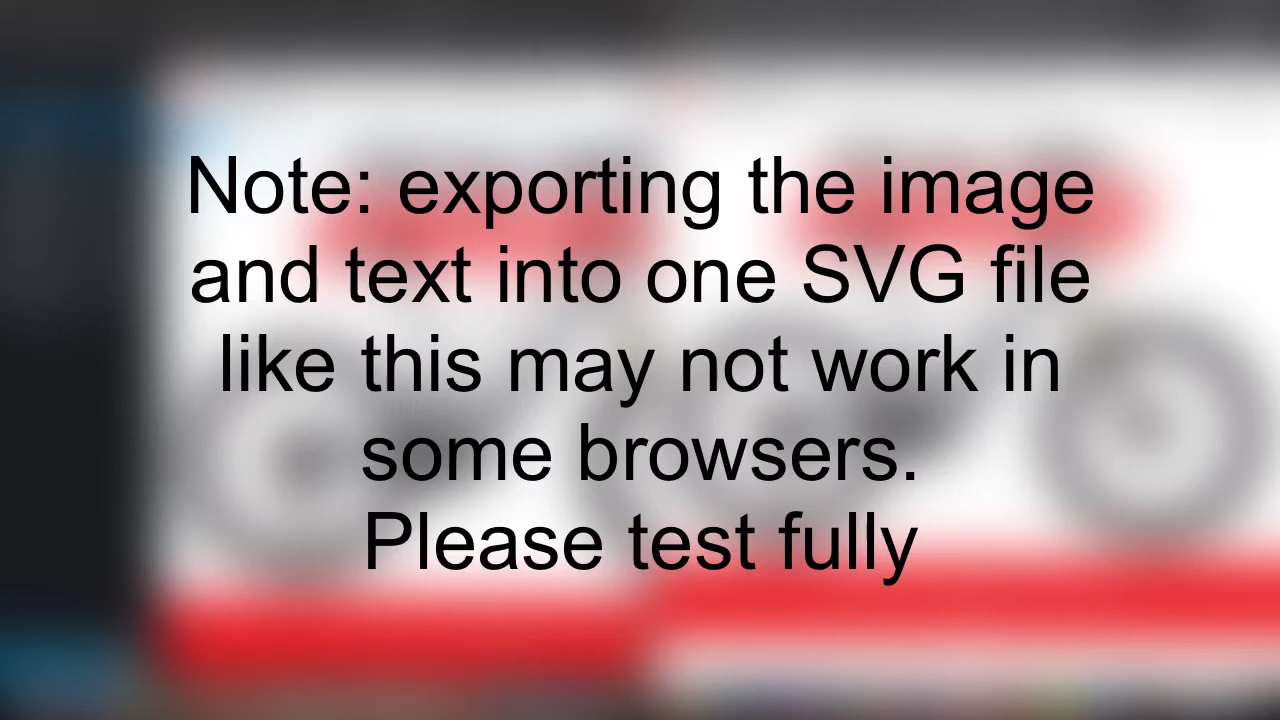 Note: exporting the image
and text into one SVG file
like this may not work in
some browsers.
Please test fully